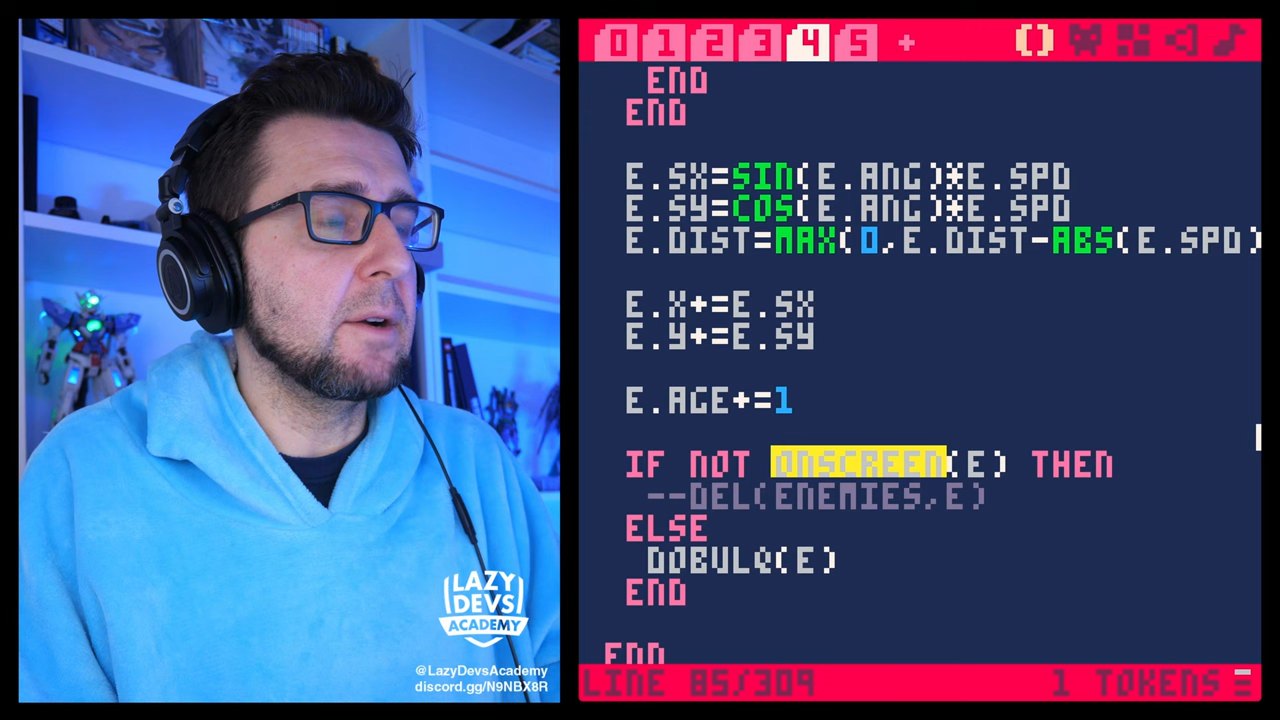 LAZY
DEVS
ACADEMY
@LazyDevsAcademy
discord.gg/N9NBX8R
0 1 2 3 4 5 +
END
END
E.SX=SIN(E.ANG)*E.SPD
E.SY=COS(E.ANG)*E.SPD
E.DIST=MAX(0,E.DIST-ABS(E.SPD)
E.X+=E.SX
E.Y+=E.SY
E.AGE+=1
IF NOT ONSCREEN(E) THEN
--DEL(ENEMIES,E)
ELSE
DOBULQ(E)
END
END
LINE 85/309
1 TOKENS